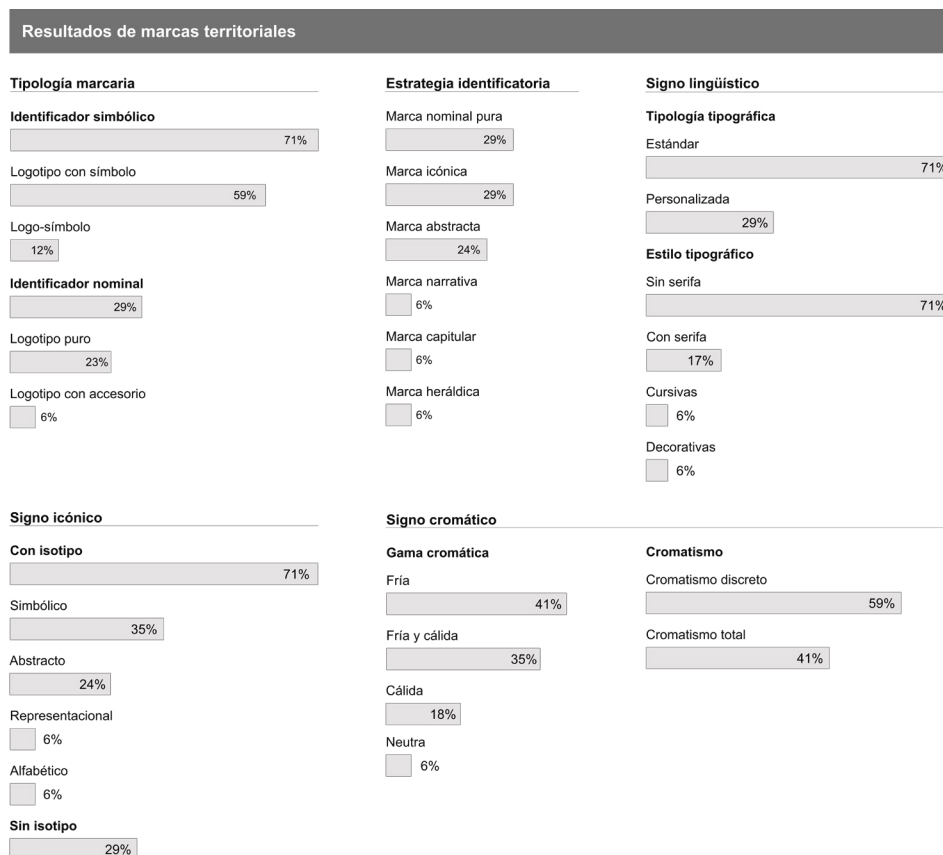 Resultados de marcas territoriales
Tipología marcaria
Identificador simbólico
71%
Logotipo con símbolo
59%
Logo-símbolo
12%
Identificador nominal
29%
Logotipo puro
23%
Logotipo con accesorio
6%
Estrategia identificatoria
Marca nominal pura
29%
Marca icónica
29%
Marca abstracta
24%
Marca narrativa
6%
Marca capitular
6%
Marca heráldica
6%
Signo lingüístico
Tipología tipográfica
Estándar
71%
Personalizada
29%
Estilo tipográfico
Sin serifa
71%
Con serifa
17%
Cursivas
6%
Decorativas
6%
Signo icónico
Con isotipo
71%
Simbólico
35%
Abstracto
24%
Representacional
6%
Alfabético
6%
Sin isotipo
29%
Signo cromático
Gama cromática
Fría
41%
Fría y cálida
35%
Cálida
18%
Neutra
6%
Cromatismo
Cromatismo discreto
59%
Cromatismo total
41%